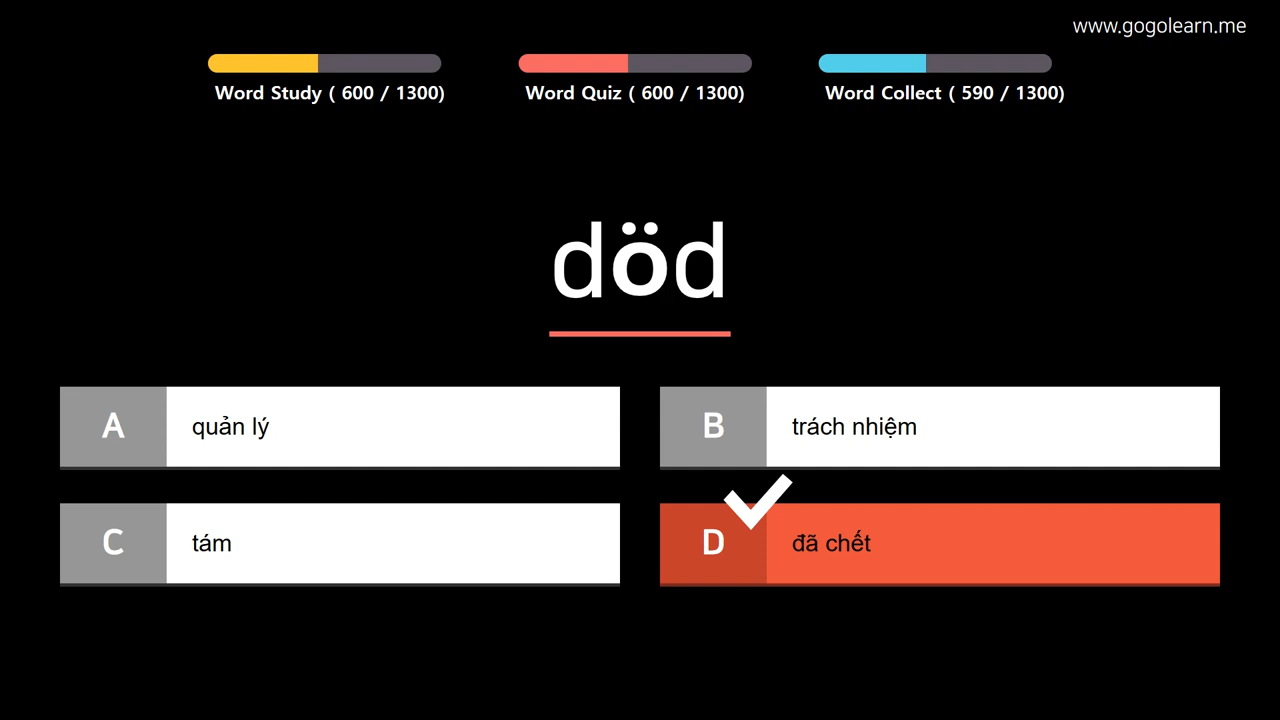 www.gogolearn.me
Word Study ( 600 / 1300)
Word Quiz ( 600 / 1300)
Word Collect ( 590 / 1300)
död
A quản lý
B trách nhiệm
C tám
D đã chết